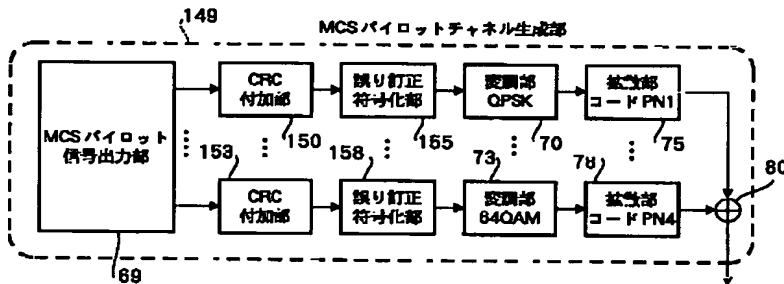 149
MCSパイロットチャネル生成部
MCSパイロット
信号出力部
69
CRC
付加部
150
誤り訂正
符号化部
155
変調部
QPSK
70
拡散部
コードPN1
75
153
CRC
付加部
158
誤り訂正
符号化部
73
変調部
64QAM
78
拡散部
コードPN4
80